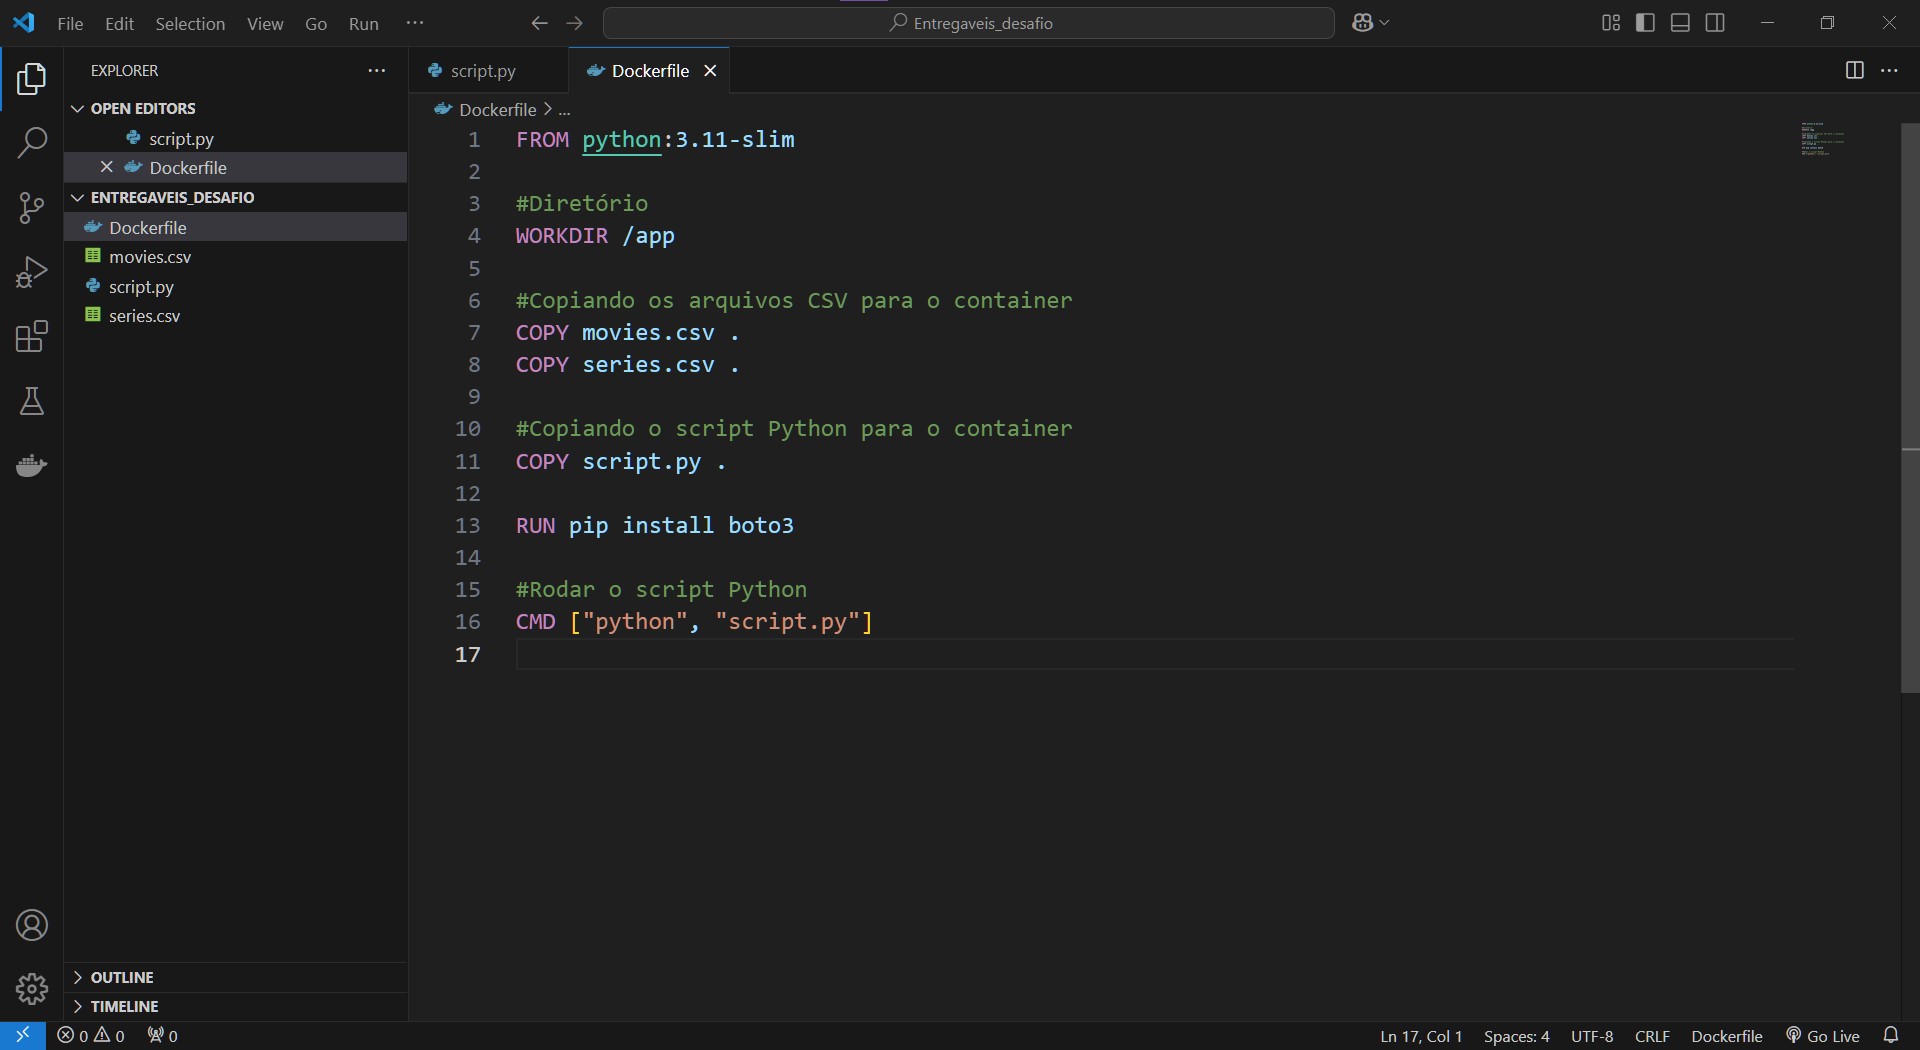 File Edit Selection View Go Run ···
Entregaveis_desafio
EXPLORER
OPEN EDITORS
script.py
Dockerfile
ENTREGAVEIS_DESAFIO
Dockerfile
movies.csv
script.py
series.csv
OUTLINE
TIMELINE
script.py
Dockerfile
Dockerfile > ...
1 FROM python:3.11-slim
2
3 #Diretório
4 WORKDIR /app
5
6 #Copiando os arquivos CSV para o container
7 COPY movies.csv .
8 COPY series.csv .
9
10 #Copiando o script Python para o container
11 COPY script.py .
12
13 RUN pip install boto3
14
15 #Rodar o script Python
16 CMD ["python", "script.py"]
17
0 0 0
Ln 17, Col 1 Spaces: 4 UTF-8 CRLF Dockerfile Go Live